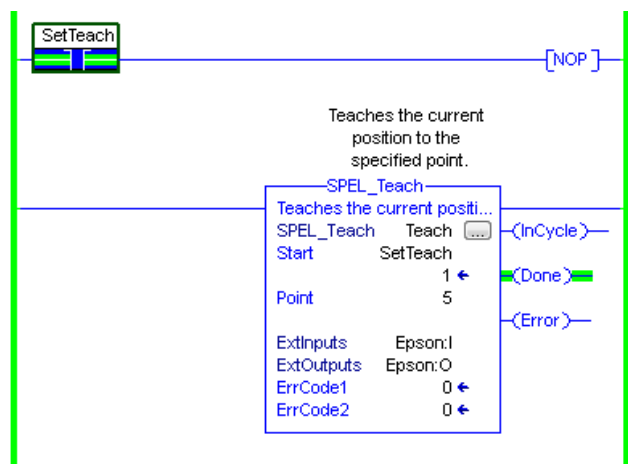 SetTeach
NOP
Teaches the current
position to the
specified point.
SPEL_Teach
Teaches the current positi...
SPEL_Teach Teach ...
(InCycle)
Start SetTeach
1
(Done)
Point 5
(Error)
ExtInputs Epson:I
ExtOutputs Epson:O
ErrCode1 0
ErrCode2 0